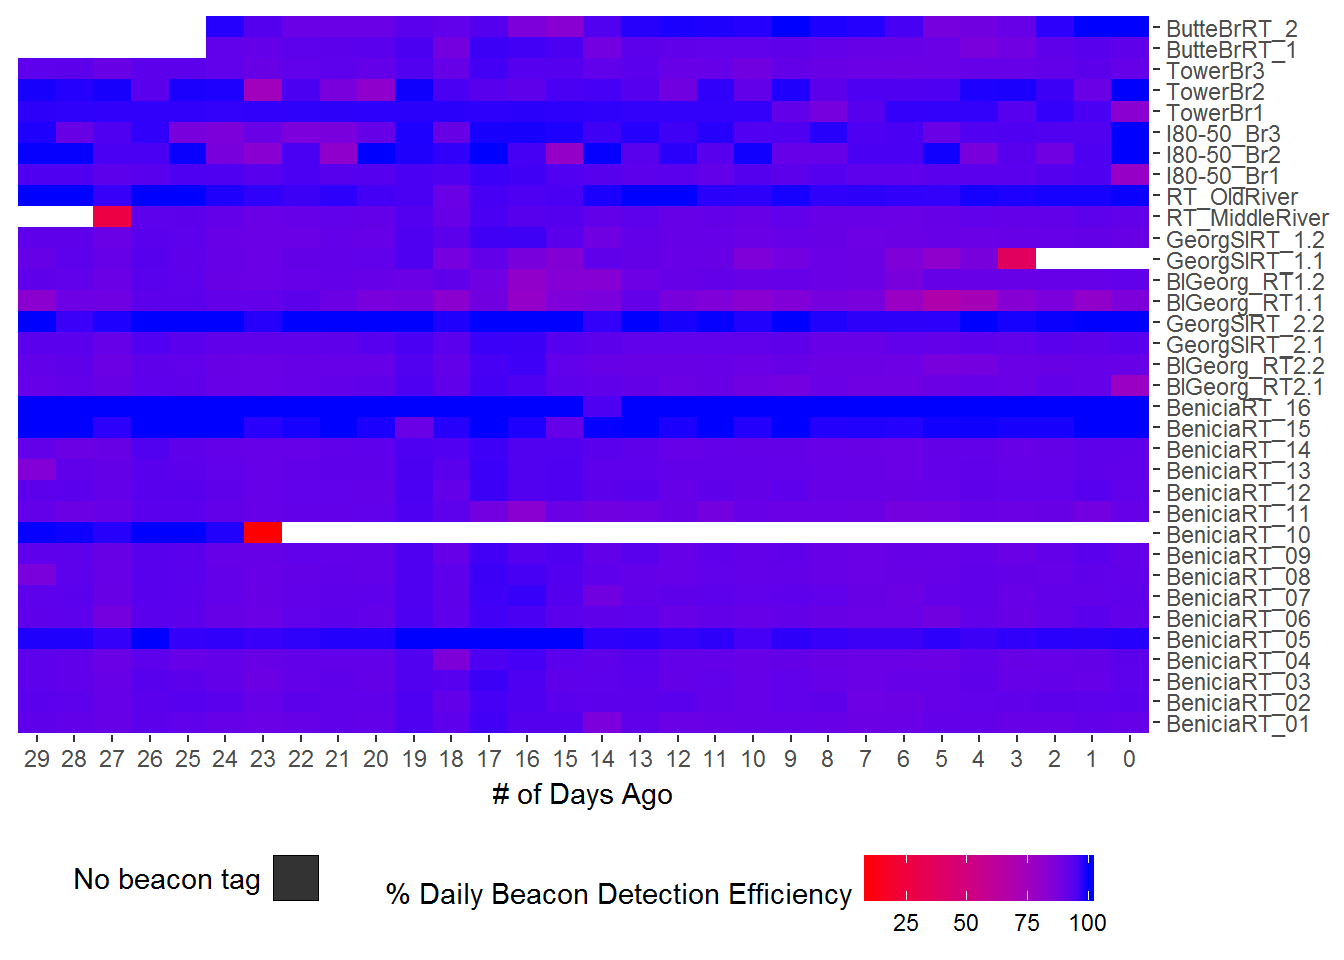 ButteBrRT_2
ButteBrRT_1
TowerBr3
TowerBr2
TowerBr1
I80-50_Br3
I80-50_Br2
I80-50_Br1
RT_OldRiver
RT_MiddleRiver
GeorgSlRT_1.2
GeorgSlRT_1.1
BlGeorg_RT1.2
BlGeorg_RT1.1
GeorgSlRT_2.2
GeorgSlRT_2.1
BlGeorg_RT2.2
BlGeorg_RT2.1
BeniciaRT_16
BeniciaRT_15
BeniciaRT_14
BeniciaRT_13
BeniciaRT_12
BeniciaRT_11
BeniciaRT_10
BeniciaRT_09
BeniciaRT_08
BeniciaRT_07
BeniciaRT_06
BeniciaRT_05
BeniciaRT_04
BeniciaRT_03
BeniciaRT_02
BeniciaRT_01
29 28 27 26 25 24 23 22 21 20 19 18 17 16 15 14 13 12 11 10 9 8 7 6 5 4 3 2 1 0
# of Days Ago
No beacon tag
% Daily Beacon Detection Efficiency
25 50 75 100